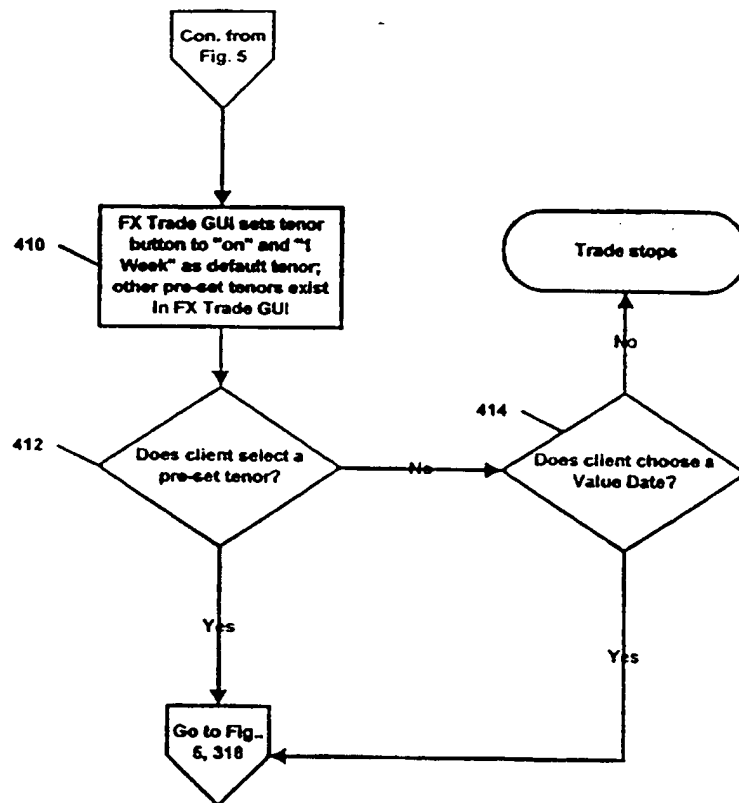 Con. from
Fig. 5
410
FX Trade GUI sets tenor
button to "on" and "1
Week" as default tenor;
other pre-set tenors exist
in FX Trade GUI
Trade stops
No
412
Does client select a
pre-set tenor?
No
414
Does client choose a
Value Date?
Yes
Yes
Go to Fig.
5, 318